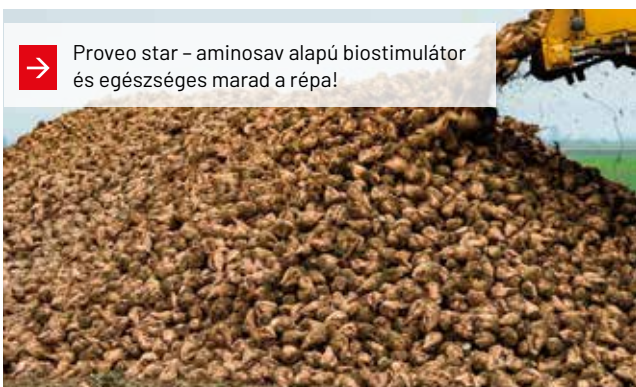 Proveo star – aminosav alapú biostimulátor
és egészséges marad a répa!